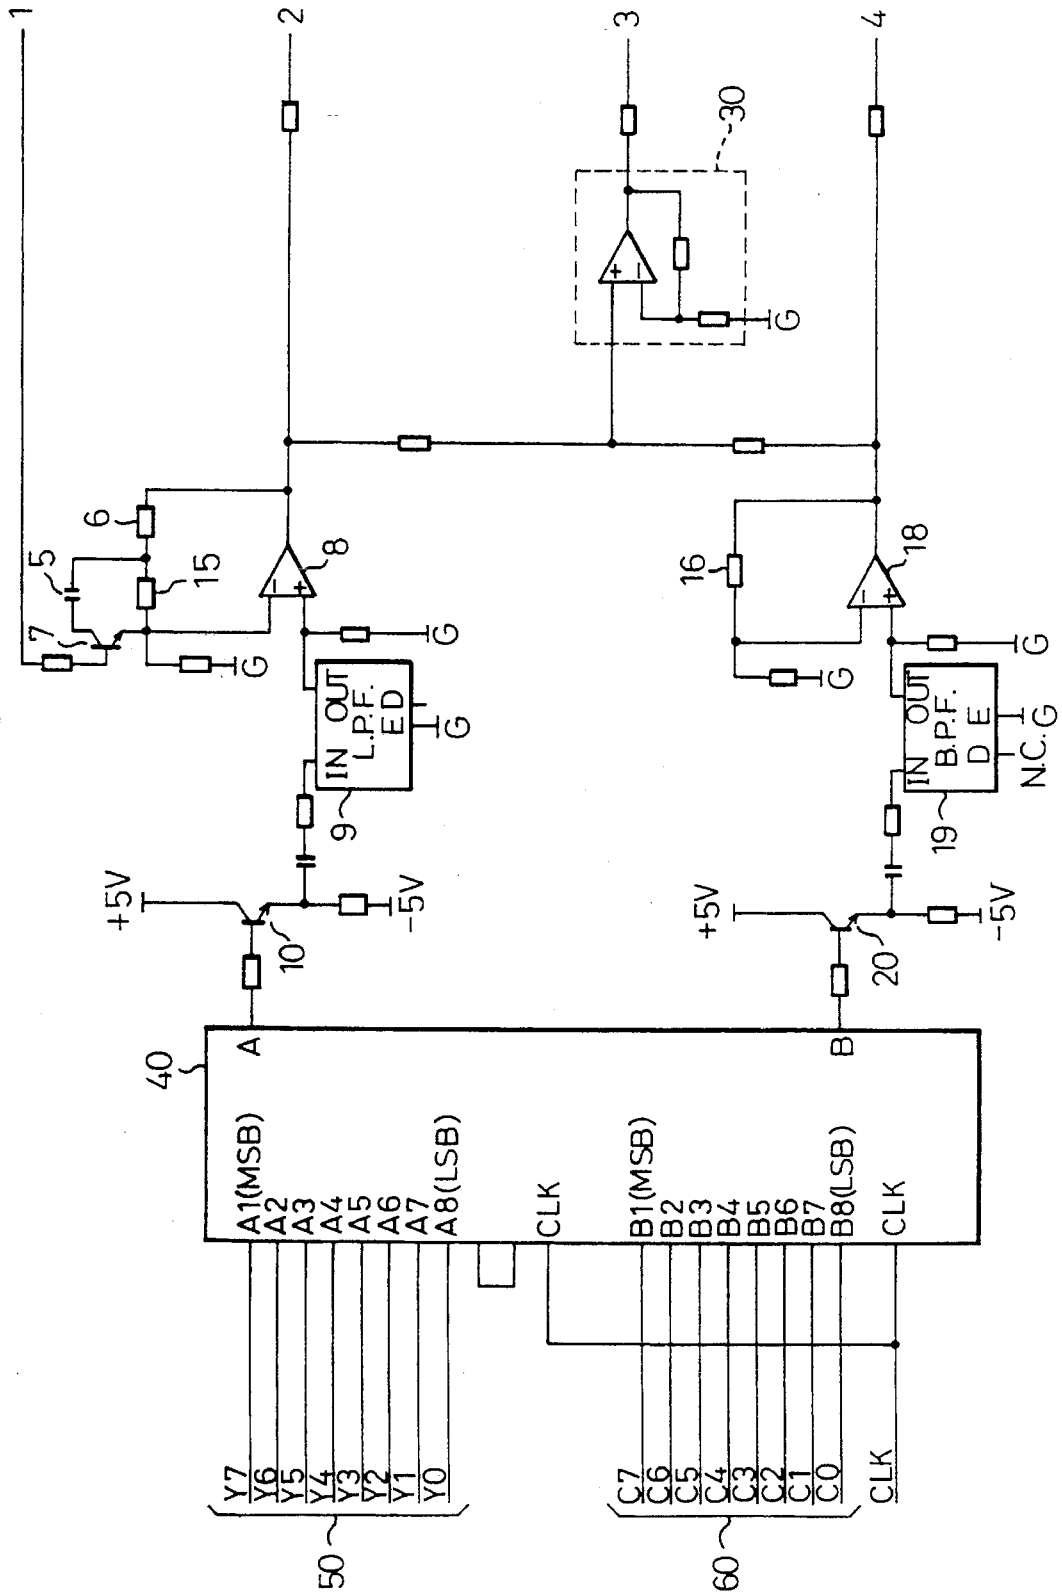 1
2
3
4
5
6
7
15
8
G
G
IN OUT
L.P.F.
E D
G
9
+5V
10
-5V
30
+
-
G
-
+
16
18
-
+
G
G
IN OUT
B.P.F.
D E
N.C. G
19
+5V
20
-5V
40
A
B
A1(MSB)
A2
A3
A4
A5
A6
A7
A8(LSB)
CLK
B1(MSB)
B2
B3
B4
B5
B6
B7
B8(LSB)
CLK
Y7
Y6
Y5
Y4
Y3
Y2
Y1
Y0
50
C7
C6
C5
C4
C3
C2
C1
C0
60
CLK